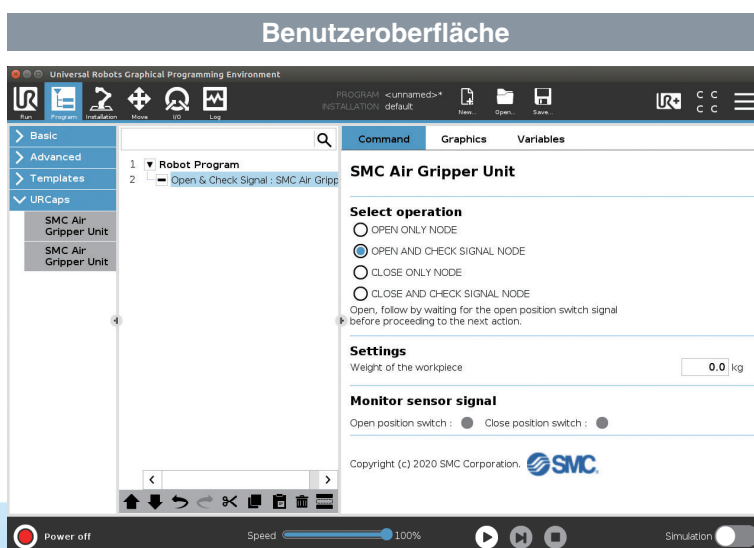 Benutzeroberfläche
Universal Robots Graphical Programming Environment
UR
Run
Program
Installation
Move
I/O
Log
PROGRAM <unnamed>*
INSTALLATION default
New...
Open...
Save...
UR+
C C
C C
Basic
Advanced
Templates
URCaps
SMC Air
Gripper Unit
SMC Air
Gripper Unit
1 Robot Program
2 Open & Check Signal : SMC Air Gripp
Command Graphics Variables
SMC Air Gripper Unit
Select operation
OPEN ONLY NODE
OPEN AND CHECK SIGNAL NODE
CLOSE ONLY NODE
CLOSE AND CHECK SIGNAL NODE
Open, follow by waiting for the open position switch signal
before proceeding to the next action.
Settings
Weight of the workpiece 0.0 kg
Monitor sensor signal
Open position switch : Close position switch :
Copyright (c) 2020 SMC Corporation. SMC.
Power off
Speed 100%
Simulation